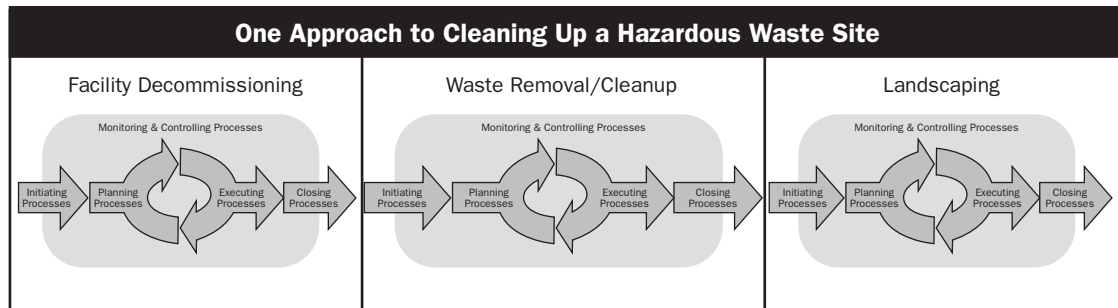 One Approach to Cleaning Up a Hazardous Waste Site
Facility Decommissioning
Monitoring & Controlling Processes
Initiating
Processes
Planning
Processes
Executing
Processes
Closing
Processes
Waste Removal/Cleanup
Monitoring & Controlling Processes
Initiating
Processes
Planning
Processes
Executing
Processes
Closing
Processes
Landscaping
Monitoring & Controlling Processes
Initiating
Processes
Planning
Processes
Executing
Processes
Closing
Processes